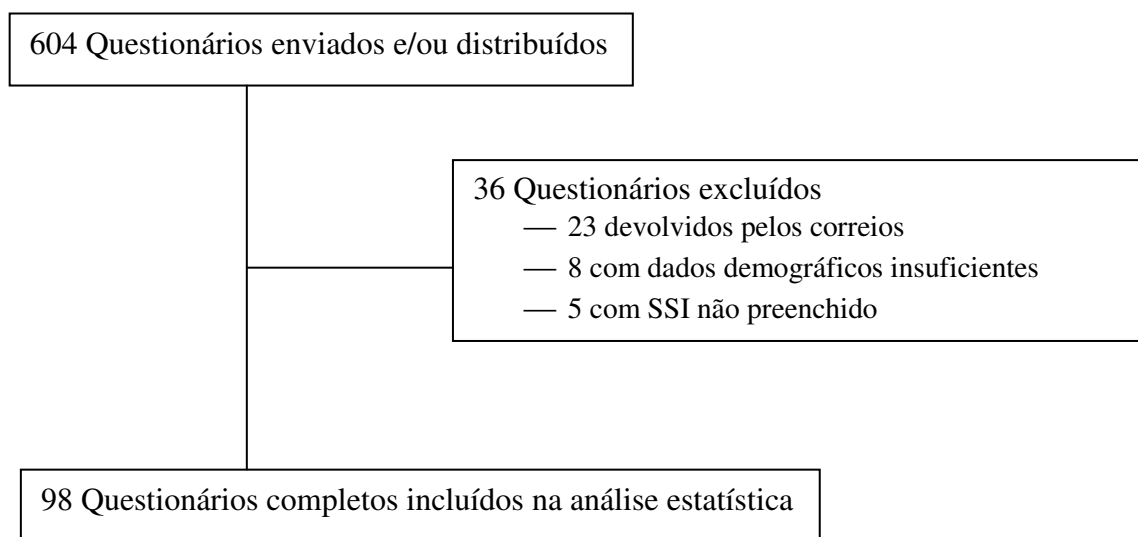 604 Questionários enviados e/ou distribuídos
36 Questionários excluídos
— 23 devolvidos pelos correios
— 8 com dados demográficos insuficientes
— 5 com SSI não preenchido
98 Questionários completos incluídos na análise estatística